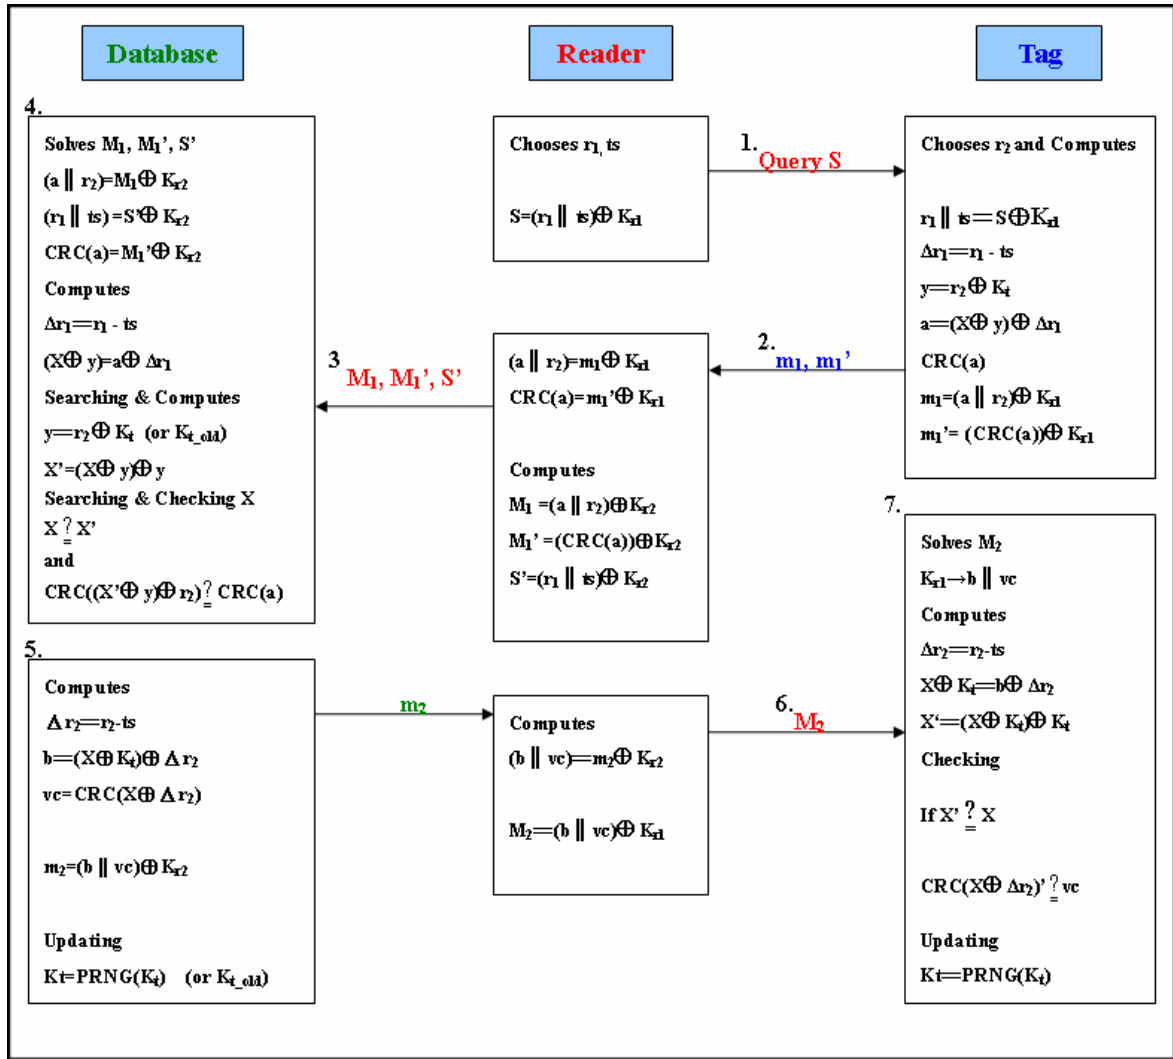 Database
Reader
Tag
4.
Solves M₁, M₁’, S’
(a ‖ r₂)=M₁⊕ Kᵣ₂
(r₁ ‖ ts) =S’⊕ Kᵣ₂
CRC(a)=M₁’⊕ Kᵣ₂
Computes
Δr₁=r₁ - ts
(X⊕ y)=a⊕ Δr₁
Searching & Computes
y=r₂⊕ Kₜ (or Kₜ_old)
X’=(X⊕ y)⊕ y
Searching & Checking X
X ≟ X’
and
CRC((X’⊕ y)⊕ r₂) ≟ CRC(a)
Chooses r₁, ts
S=(r₁ ‖ ts)⊕ Kᵣ₁
1.
Query S
Chooses r₂ and Computes
r₁ ‖ ts=S⊕Kᵣ₁
Δr₁=r₁ - ts
y=r₂⊕ Kₜ
a=(X⊕ y)⊕ Δr₁
CRC(a)
m₁=(a ‖ r₂)⊕ Kᵣ₁
m₁’= (CRC(a))⊕ Kᵣ₁
2.
m₁, m₁’
(a ‖ r₂)=m₁⊕ Kᵣ₁
CRC(a)=m₁’⊕ Kᵣ₁
Computes
M₁ =(a ‖ r₂)⊕Kᵣ₂
M₁’ =(CRC(a))⊕Kᵣ₂
S’=(r₁ ‖ ts)⊕ Kᵣ₂
3
M₁, M₁’, S’
5.
Computes
Δ r₂=r₂-ts
b=(X⊕ Kₜ)⊕ Δ r₂
vc=CRC(X⊕ Δ r₂)
m₂=(b ‖ vc)⊕ Kᵣ₂
Updating
Kt=PRNG(Kₜ) (or Kₜ_old)
m₂
Computes
(b ‖ vc)=m₂⊕ Kᵣ₂
M₂=(b ‖ vc)⊕ Kᵣ₁
6.
M₂
7.
Solves M₂
Kᵣ₁→b ‖ vc
Computes
Δr₂=r₂-ts
X⊕ Kₜ=b⊕ Δr₂
X‘=(X⊕ Kₜ)⊕ Kₜ
Checking
If X’ ≟ X
CRC(X⊕ Δr₂)’ ≟ vc
Updating
Kt=PRNG(Kₜ)